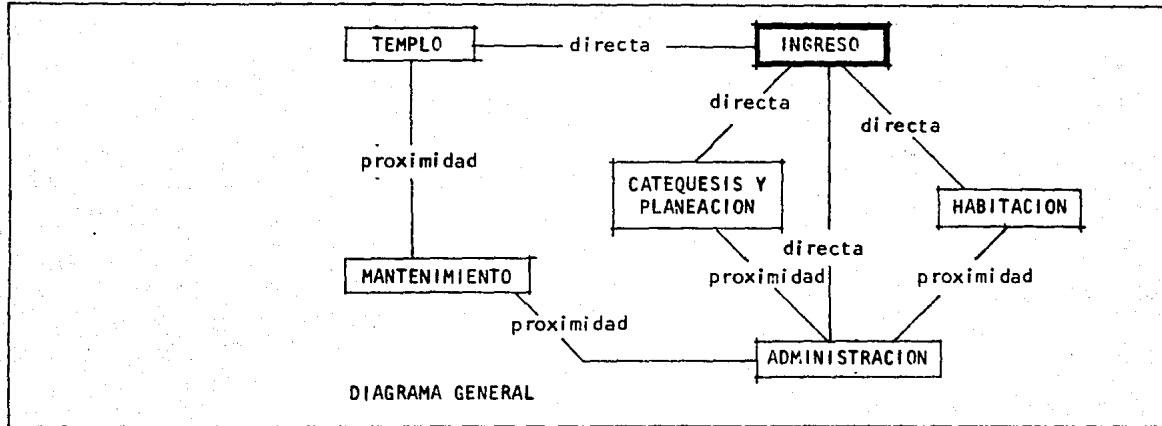 TEMPLO
directa
INGRESO
directa
directa
proximidad
CATEQUESIS Y
PLANEACION
HABITACION
directa
MANTENIMIENTO
proximidad
proximidad
proximidad
ADMINISTRACION
DIAGRAMA GENERAL